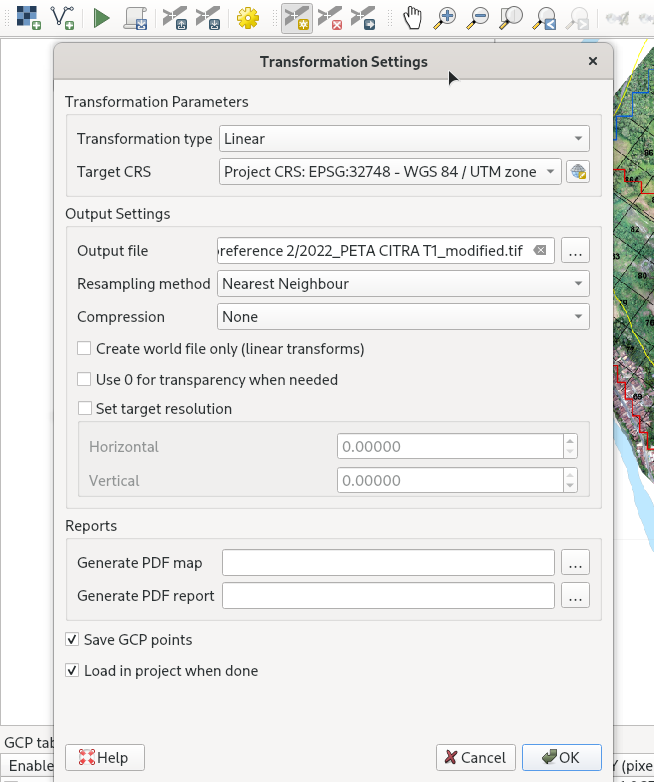 Transformation Settings
Transformation Parameters
Transformation type Linear
Target CRS Project CRS: EPSG:32748 - WGS 84 / UTM zone
Output Settings
Output file reference 2/2022_PETA CITRA T1_modified.tif ...
Resampling method Nearest Neighbour
Compression None
Create world file only (linear transforms)
Use 0 for transparency when needed
Set target resolution
Horizontal 0.00000
Vertical 0.00000
Reports
Generate PDF map ...
Generate PDF report ...
Save GCP points
Load in project when done
GCP tab
Help Cancel OK
Enable Y (pixe